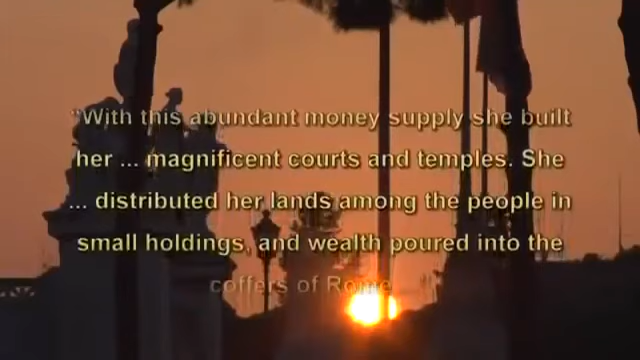 "With this abundant money supply she built
her ... magnificent courts and temples. She
... distributed her lands among the people in
small holdings, and wealth poured into the
coffers of Rome